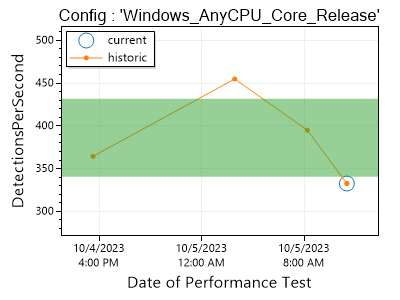 Config : 'Windows_AnyCPU_Core_Release'
current
historic
DetectionsPerSecond
500
450
400
350
300
10/4/2023
4:00 PM
10/5/2023
12:00 AM
10/5/2023
8:00 AM
Date of Performance Test